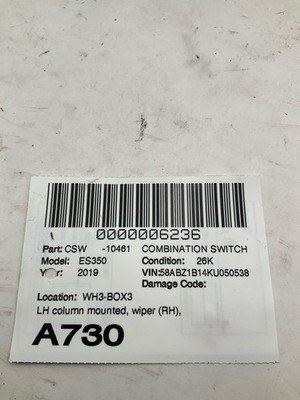 0000006236
Part: CSW -10461 COMBINATION SWITCH
Model: ES350 Condition: 26K
Year: 2019 VIN:58ABZ1B14KU050538
Damage Code:
Location: WH3-BOX3
LH column mounted, wiper (RH),
A730